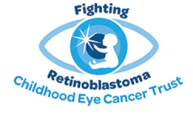 Fighting
Retinoblastoma
Childhood Eye Cancer Trust